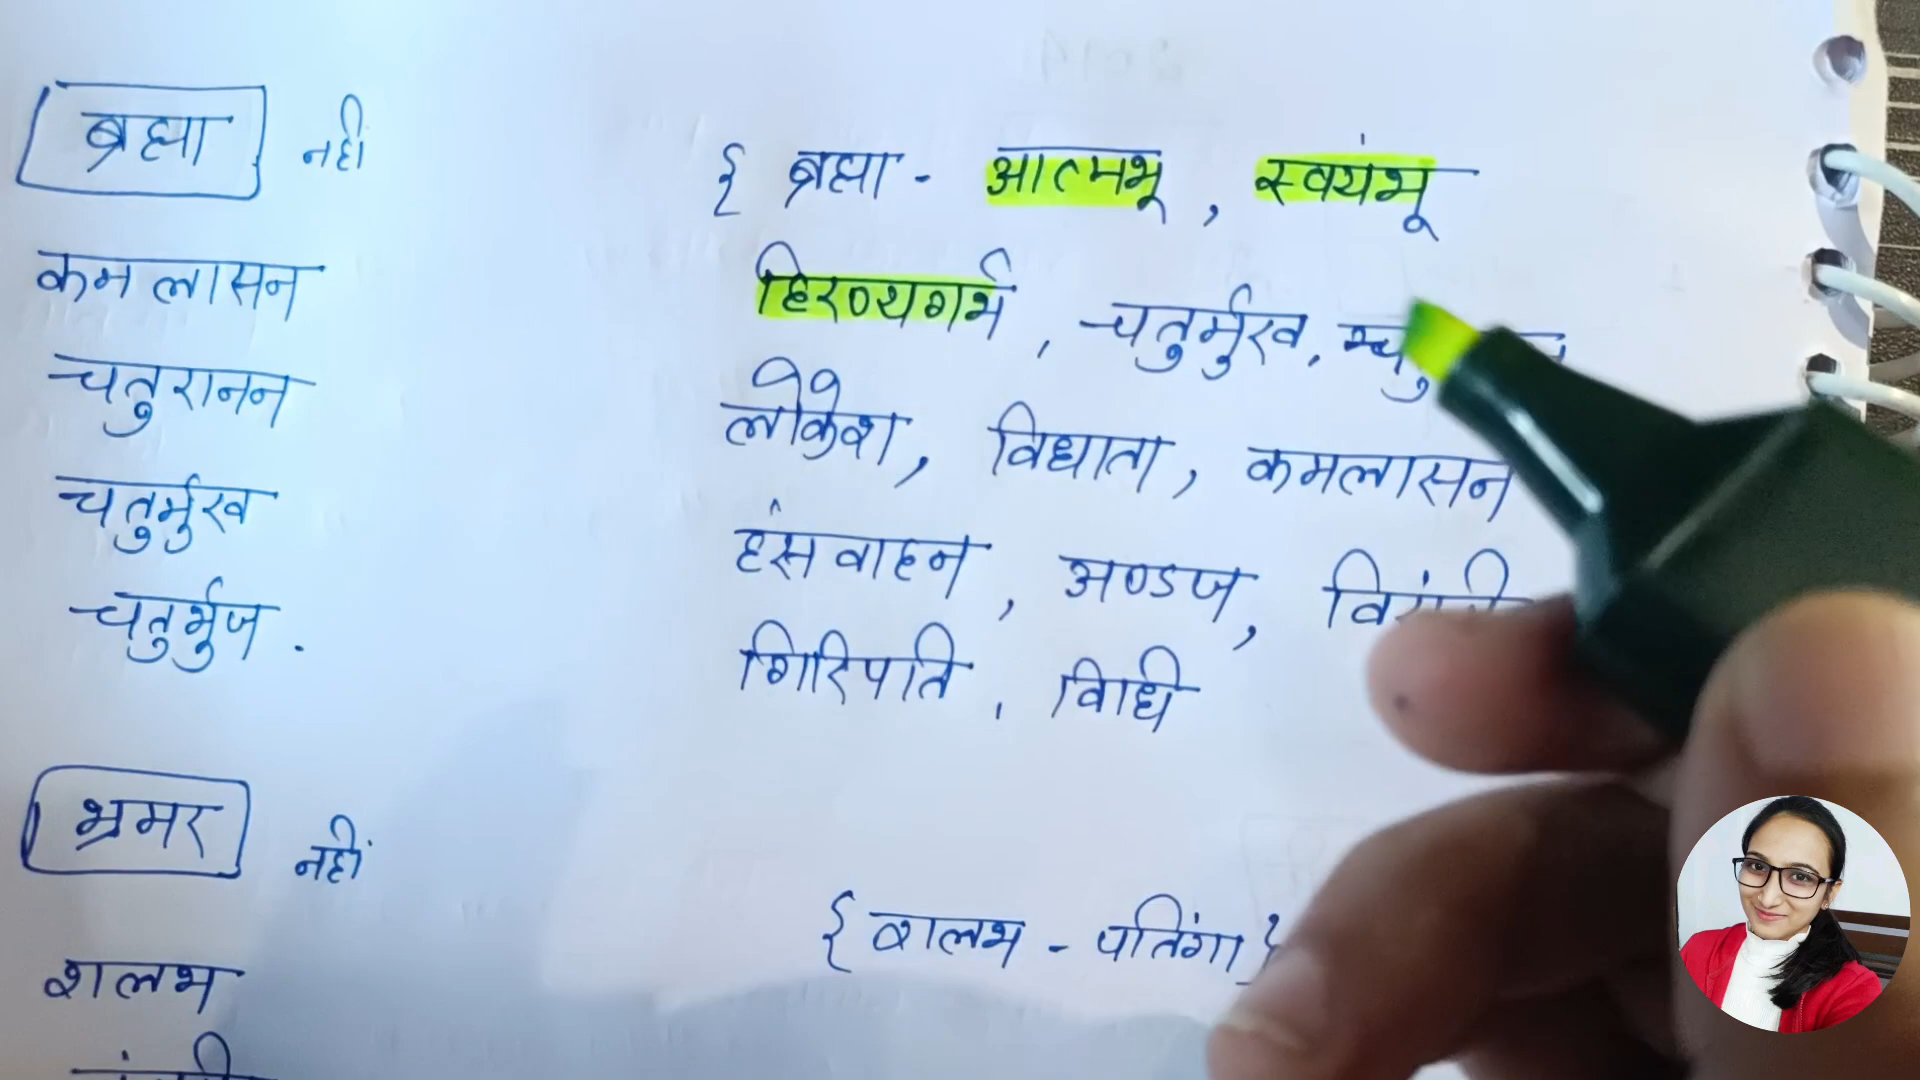 ब्रह्मा नही
कमलासन
चतुरानन
चतुर्मुख
चतुर्भुज .
{ ब्रह्मा - आत्मभू , स्वयंभू
हिरण्यगर्भ , चतुर्मुख,
लोकेश, विधाता, कमलासन
हंसवाहन , अण्डज,
गिरिपति , विधि
भ्रमर नहीं
शलभ
{ शलभ - पतिंगा }